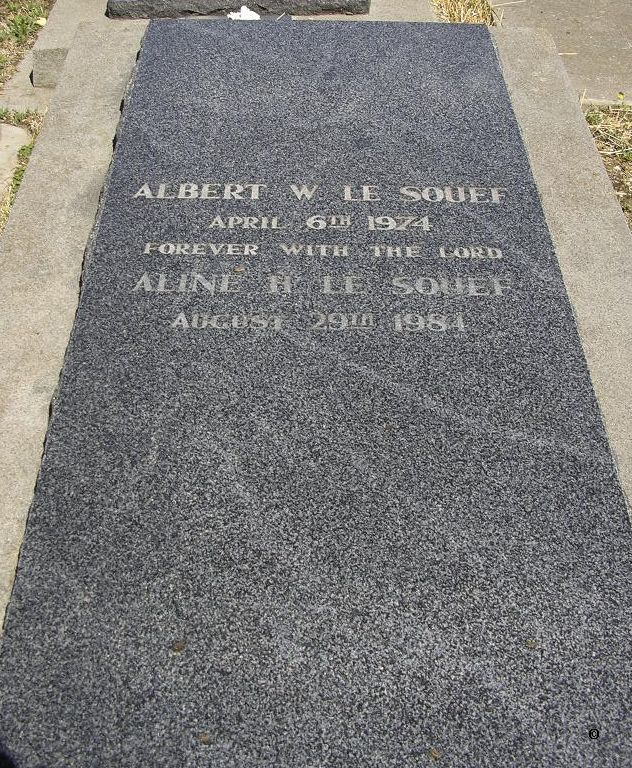 ALBERT W LE SOUEF
APRIL 6TH 1974
FOREVER WITH THE LORD
ALINE H LE SOUEF
AUGUST 29TH 1984